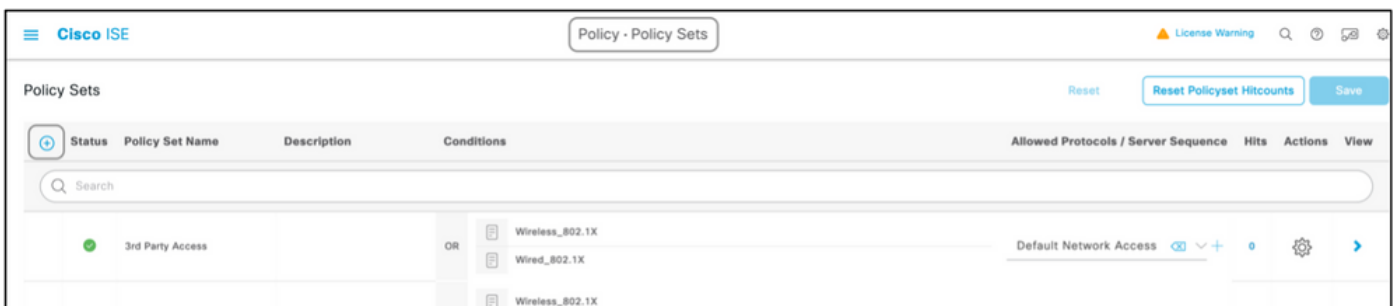 Cisco ISE Policy · Policy Sets License Warning
Policy Sets Reset Reset Policyset Hitcounts Save
Status Policy Set Name Description Conditions Allowed Protocols / Server Sequence Hits Actions View
Search
Wireless_802.1X
3rd Party Access OR Default Network Access 0
Wired_802.1X
Wireless_802.1X